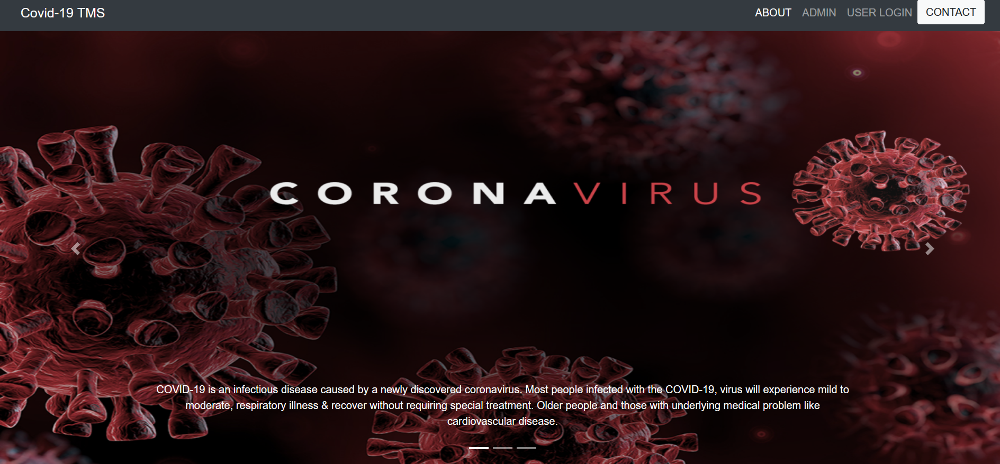 Covid-19 TMS
ABOUT ADMIN USER LOGIN CONTACT
CORONAVIRUS
COVID-19 is an infectious disease caused by a newly discovered coronavirus. Most people infected with the COVID-19, virus will experience mild to
moderate, respiratory illness & recover without requiring special treatment. Older people and those with underlying medical problem like
cardiovascular disease.